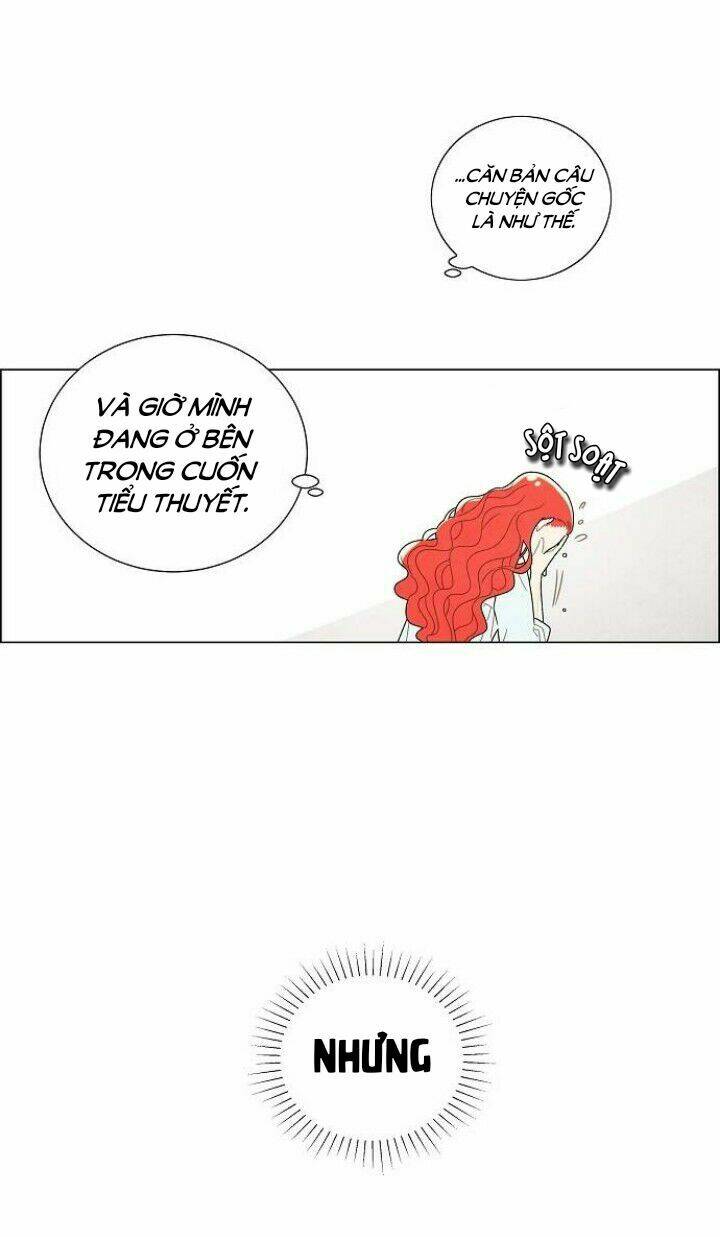 ...CĂN BẢN CÂU
CHUYỆN GỐC
LÀ NHƯ THẾ.
VÀ GIỜ MÌNH
ĐANG Ở BÊN
TRONG CUỐN
TIỂU THUYẾT.
SỘT SOẠT
NHƯNG